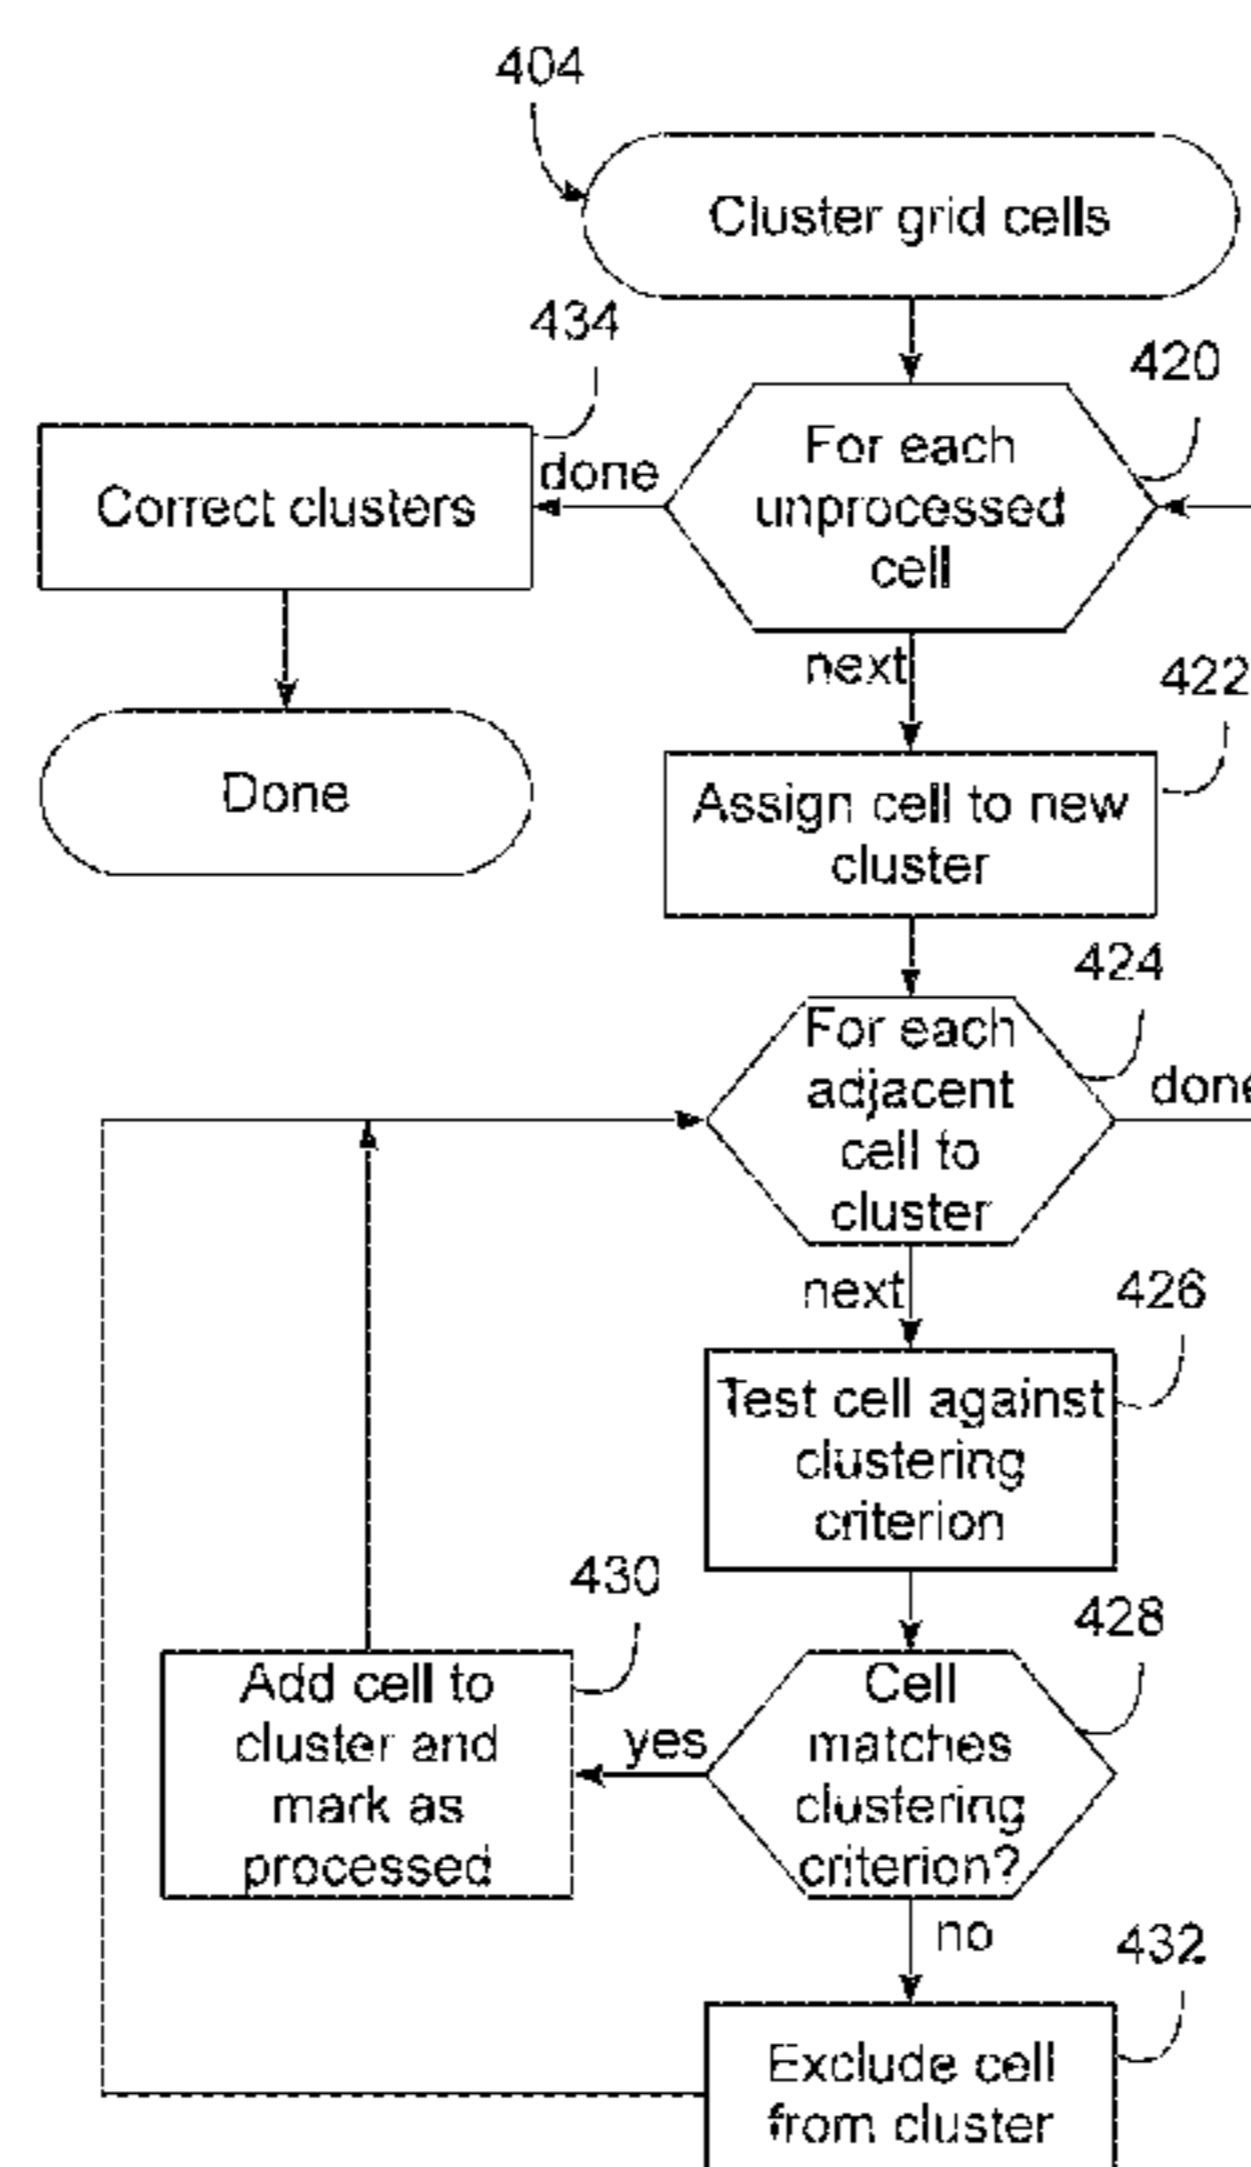 404
Cluster grid cells
434
420
For each
unprocessed
cell
done
Correct clusters
next
422
Done
Assign cell to new
cluster
424
For each
adjacent
cell to
cluster
done
next
426
Test cell against
clustering
criterion
430
428
Cell
matches
clustering
criterion?
yes
Add cell to
cluster and
mark as
processed
no
432
Exclude cell
from cluster